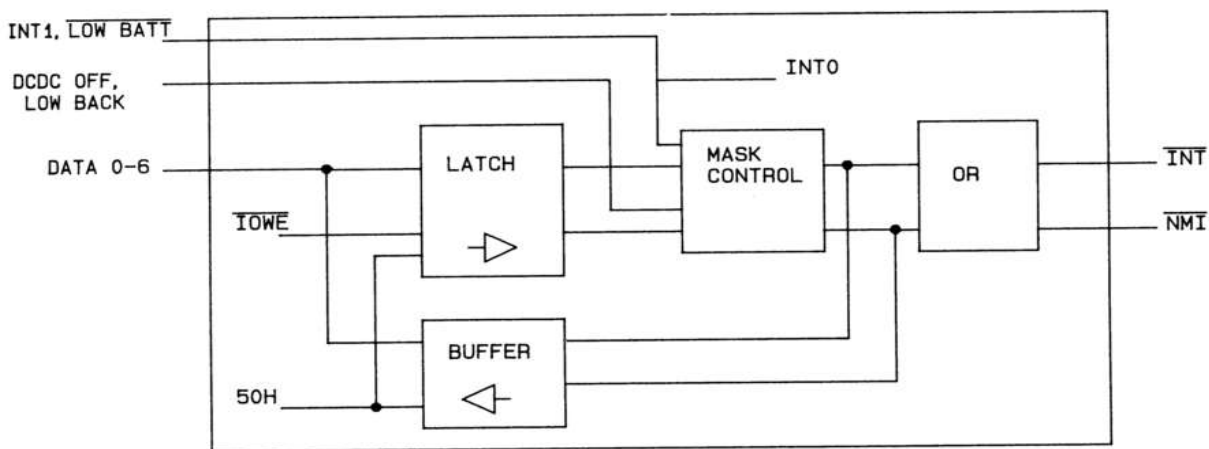 INT1, LOW BATT
INTO
DCDC OFF,
LOW BACK
DATA 0-6
LATCH
MASK
CONTROL
OR
INT
IOWE
NMI
BUFFER
50H